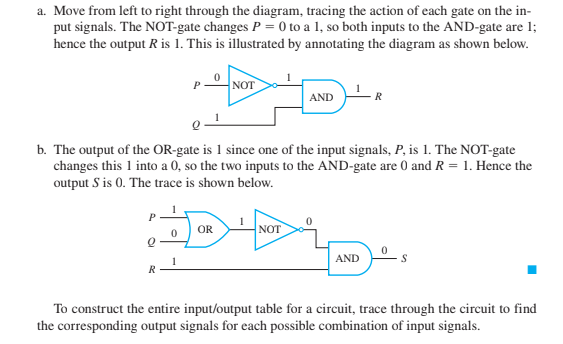 a. Move from left to right through the diagram, tracing the action of each gate on the in-
put signals. The NOT-gate changes P = 0 to a 1, so both inputs to the AND-gate are 1;
hence the output R is 1. This is illustrated by annotating the diagram as shown below.
P 0 NOT 1
AND 1 R
Q 1
b. The output of the OR-gate is 1 since one of the input signals, P, is 1. The NOT-gate
changes this 1 into a 0, so the two inputs to the AND-gate are 0 and R = 1. Hence the
output S is 0. The trace is shown below.
P 1
Q 0 OR 1 NOT 0
AND 0 S
R 1
To construct the entire input/output table for a circuit, trace through the circuit to find
the corresponding output signals for each possible combination of input signals.